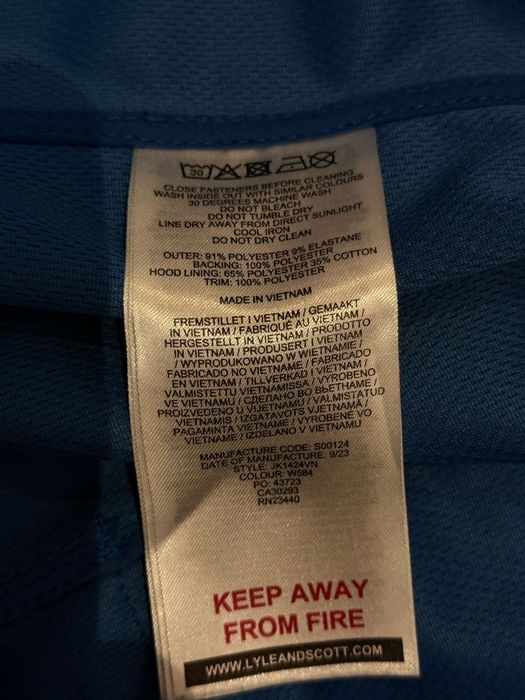 30
CLOSE FASTENERS BEFORE CLEANING
WASH INSIDE OUT WITH SIMILAR COLOURS
30 DEGREES MACHINE WASH
DO NOT BLEACH
DO NOT TUMBLE DRY
LINE DRY AWAY FROM DIRECT SUNLIGHT
COOL IRON
DO NOT DRY CLEAN
OUTER: 91% POLYESTER 9% ELASTANE
BACKING: 100% POLYESTER
HOOD LINING: 65% POLYESTER 35% COTTON
TRIM: 100% POLYESTER
MADE IN VIETNAM
FREMSTILLET I VIETNAM / GEMAAKT
IN VIETNAM / FABRIQUÉ AU VIETNAM /
HERGESTELLT IN VIETNAM / PRODOTTO
IN VIETNAM / PRODUSERT I VIETNAM
/ WYPRODUKOWANO W WIETNAMIE /
FABRICADO NO VIETNAME / FABRICADO
EN VIETNAM / TILLVERKAD I VIETNAM /
VALMISTETTU VIETNAMISSA / VYROBENO
VE VIETNAMU / СДЕЛАНО ВО ВЬЕТНАМЕ /
PROIZVEDENO U VIJETNAMU / VALMISTATUD
VIETNAMIS / IZGATAVOTS VJETNAMĀ /
PAGAMINTA VIETNAME / VYROBENÉ VO
VIETNAME / IZDELANO V VIETNAMU
MANUFACTURE CODE: S00124
DATE OF MANUFACTURE: 9/23
STYLE: JK1424VN
COLOUR: W584
PO: 43723
CA30293
RN23440
KEEP AWAY
FROM FIRE
WWW.LYLEANDSCOTT.COM